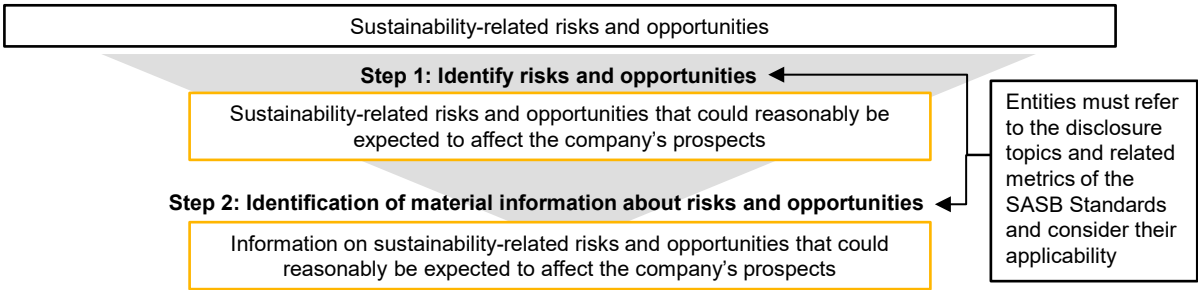 Sustainability-related risks and opportunities
Step 1: Identify risks and opportunities
Sustainability-related risks and opportunities that could reasonably be
expected to affect the company’s prospects
Step 2: Identification of material information about risks and opportunities
Information on sustainability-related risks and opportunities that could
reasonably be expected to affect the company’s prospects
Entities must refer
to the disclosure
topics and related
metrics of the
SASB Standards
and consider their
applicability